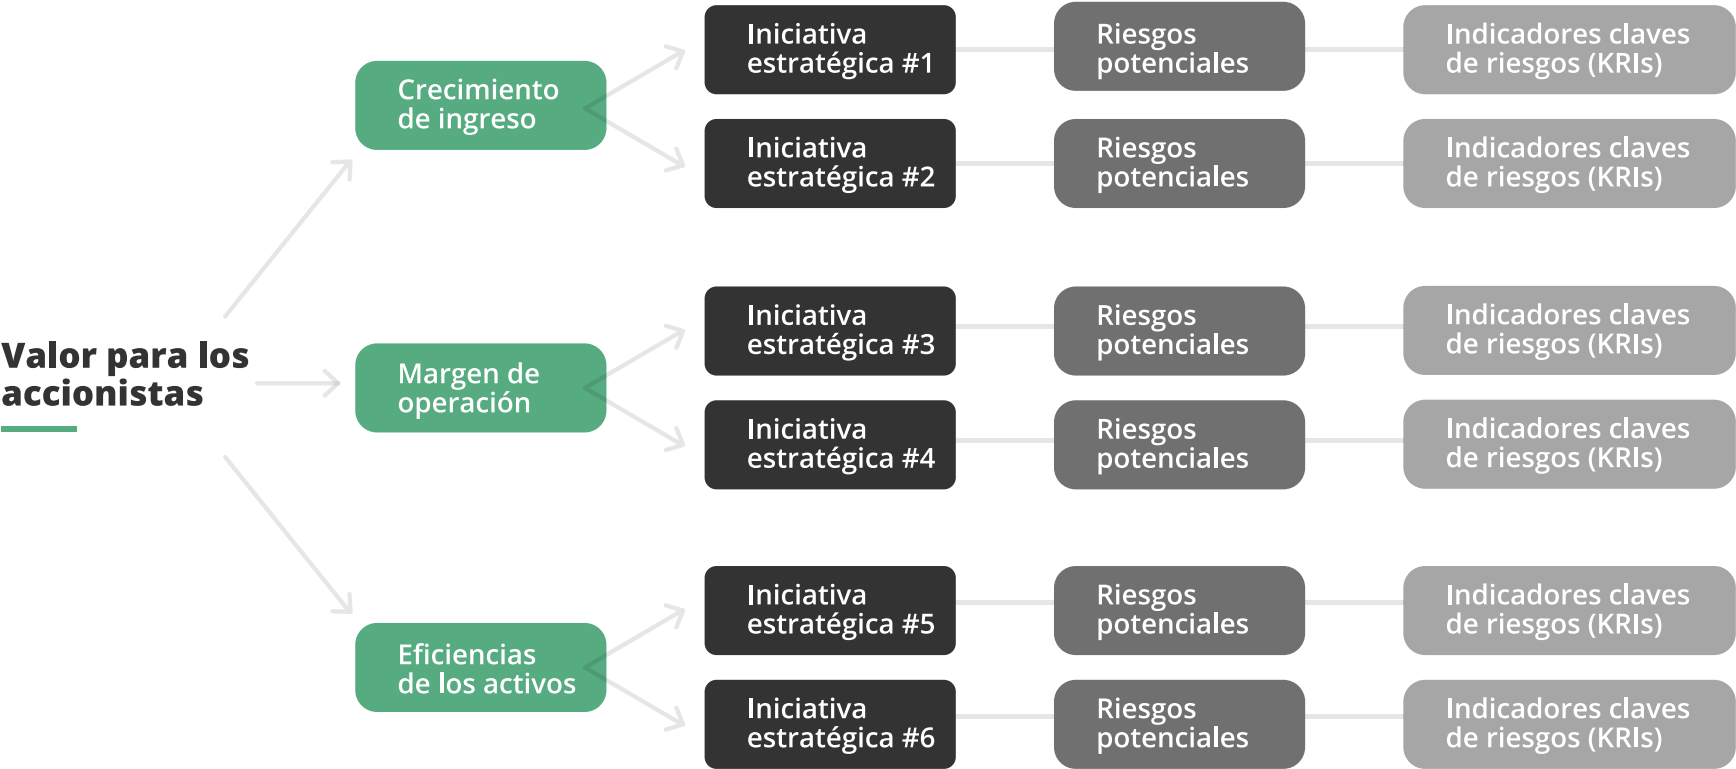 Valor para los
accionistas
Crecimiento
de ingreso
Iniciativa
estratégica #1
Riesgos
potenciales
Indicadores claves
de riesgos (KRIs)
Iniciativa
estratégica #2
Riesgos
potenciales
Indicadores claves
de riesgos (KRIs)
Margen de
operación
Iniciativa
estratégica #3
Riesgos
potenciales
Indicadores claves
de riesgos (KRIs)
Iniciativa
estratégica #4
Riesgos
potenciales
Indicadores claves
de riesgos (KRIs)
Eficiencias
de los activos
Iniciativa
estratégica #5
Riesgos
potenciales
Indicadores claves
de riesgos (KRIs)
Iniciativa
estratégica #6
Riesgos
potenciales
Indicadores claves
de riesgos (KRIs)